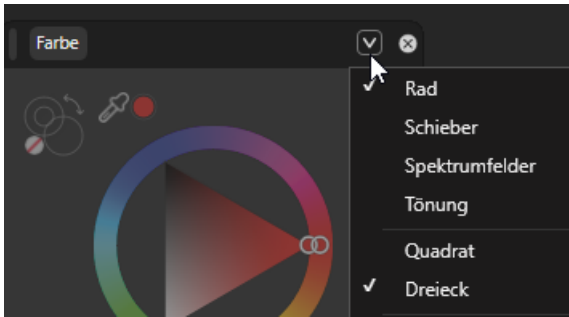 Farbe
Rad
Schieber
Spektrumfelder
Tönung
Quadrat
Dreieck